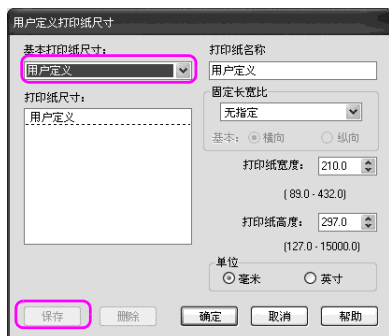 用户定义打印纸尺寸
基本打印纸尺寸：
用户定义
打印纸尺寸：
用户定义
打印纸名称
用户定义
固定长宽比
无指定
基本： 横向 纵向
打印纸宽度： 210.0
( 89.0 - 432.0)
打印纸高度： 297.0
(127.0 - 15000.0)
单位
毫米 英寸
保存 删除 确定 取消 帮助